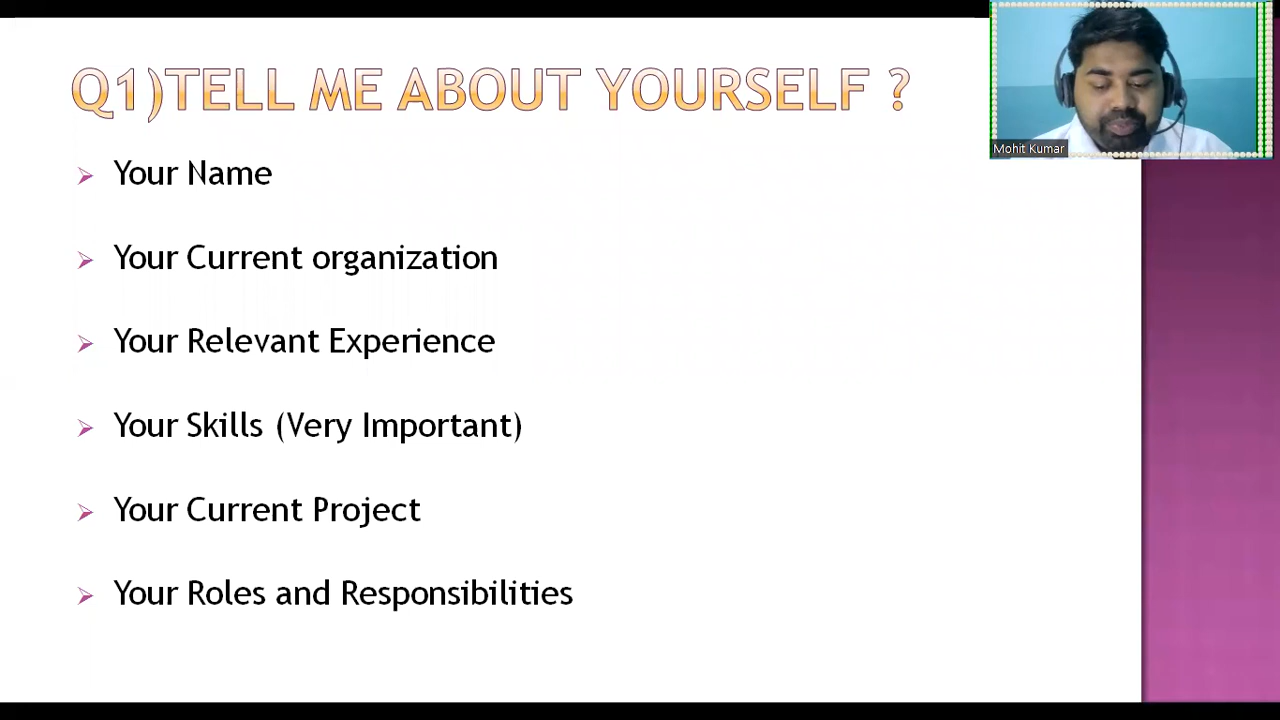 Q1)TELL ME ABOUT YOURSELF ?
Mohit Kumar
Your Name
Your Current organization
Your Relevant Experience
Your Skills (Very Important)
Your Current Project
Your Roles and Responsibilities